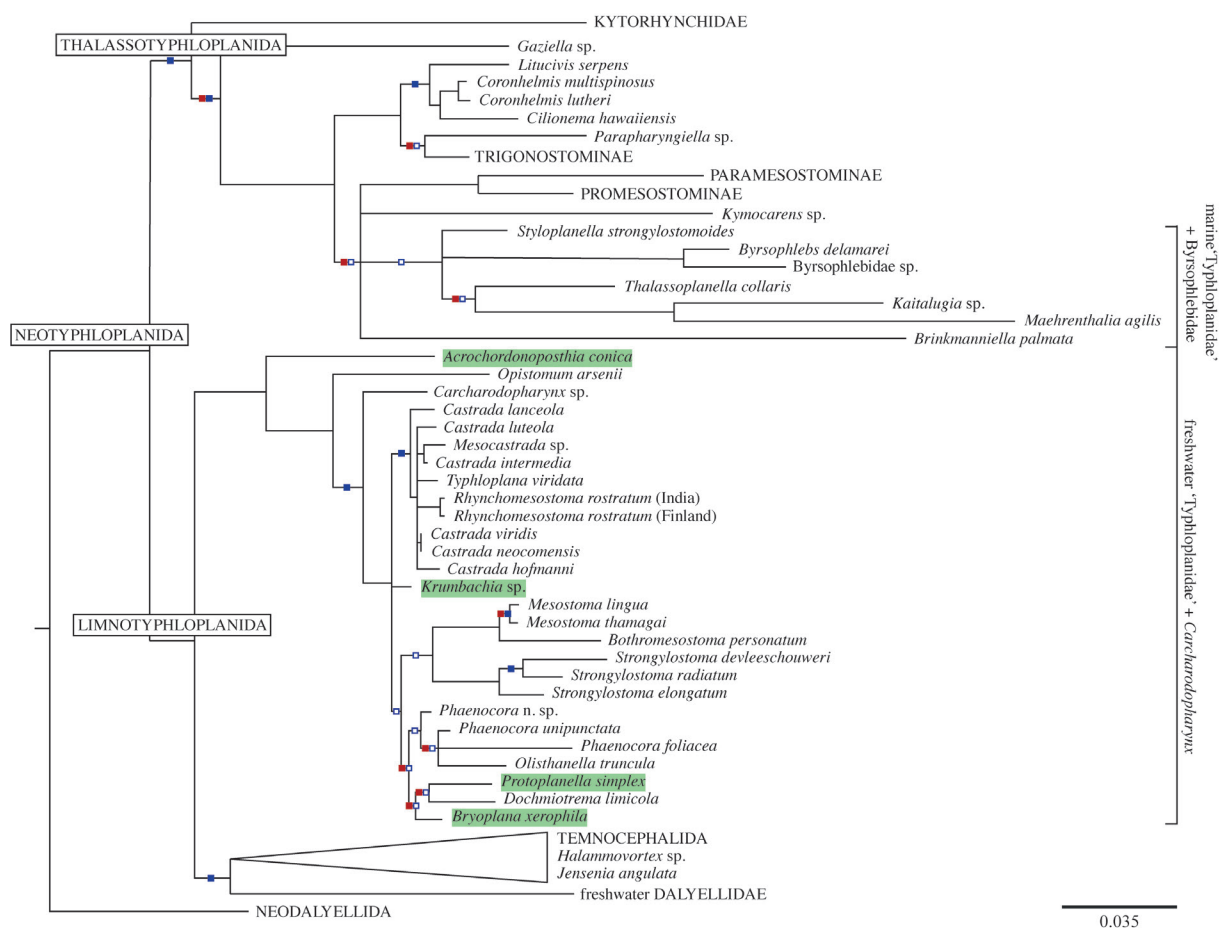 KYTORHYNCHIDAE
THALASSOTYPHLOPLANIDA
Gaziella sp.
Litucivis serpens
Coronhelmis multispinosus
Coronhelmis lutheri
Cilionema hawaiiensis
Parapharyngiella sp.
TRIGONOSTOMINAE
PARAMESOSTOMINAE
PROMESOSTOMINAE
Kymocarens sp.
Styloplanella strongylostomoides
Byrsophlebs delamarei
Byrsophlebidae sp.
Thalassoplanella collaris
Kaitalugia sp.
Maehrenthalia agilis
Brinkmanniella palmata
marine 'Typhloplanidae'
+ Byrsophlebidae
NEOTYPHLOPLANIDA
Acrochordonoposthia conica
Opistomum arsenii
Carcharodopharynx sp.
Castrada lanceola
Castrada luteola
Mesocastrada sp.
Castrada intermedia
Typhloplana viridata
Rhynchomesostoma rostratum (India)
Rhynchomesostoma rostratum (Finland)
Castrada viridis
Castrada neocomensis
Castrada hofmanni
Krumbachia sp.
Mesostoma lingua
LIMNOTYPHLOPLANIDA
Mesostoma thamagai
Bothromesostoma personatum
Strongylostoma devleeschouweri
Strongylostoma radiatum
Strongylostoma elongatum
Phaenocora n. sp.
Phaenocora unipunctata
Phaenocora foliacea
Olisthanella truncula
Protoplanella simplex
Dochmiotrema limicola
Bryoplana xerophila
freshwater 'Typhloplanidae' + Carcharodopharynx
TEMNOCEPHALIDA
Halammovortex sp.
Jensenia angulata
freshwater DALYELLIDAE
NEODALYELLIDA
0.035